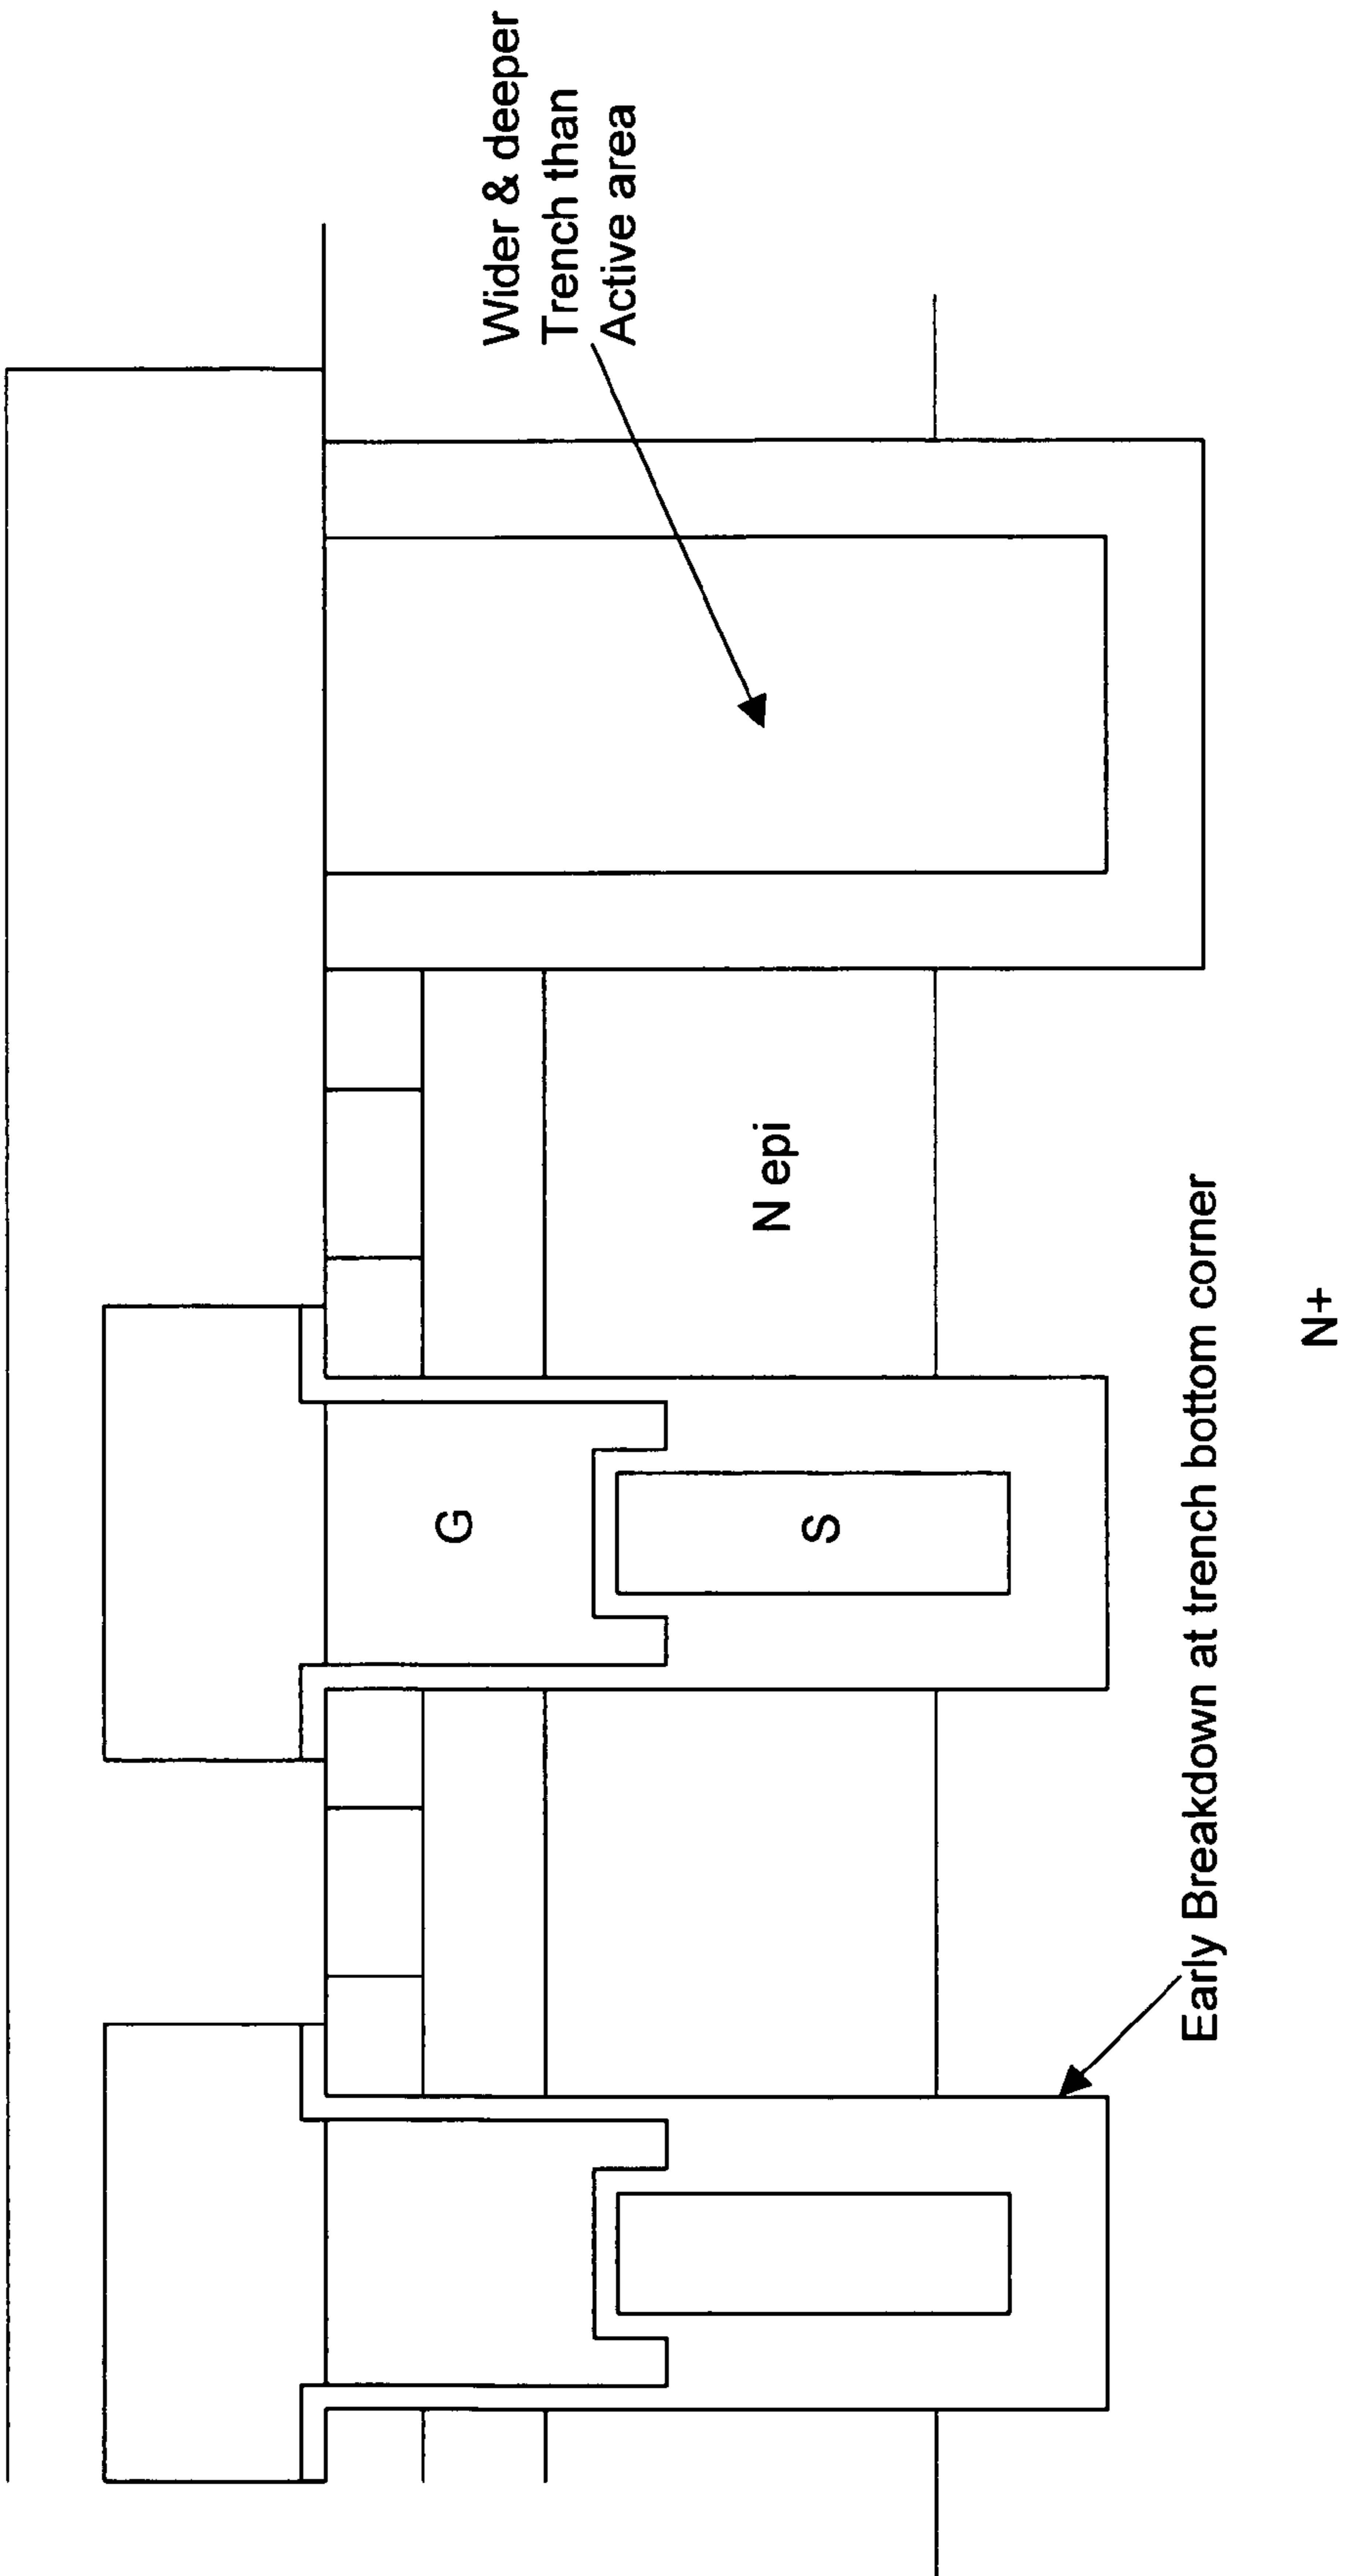 Wider & deeper
Trench than
Active area
G
S
N epi
Early Breakdown at trench bottom corner
N+